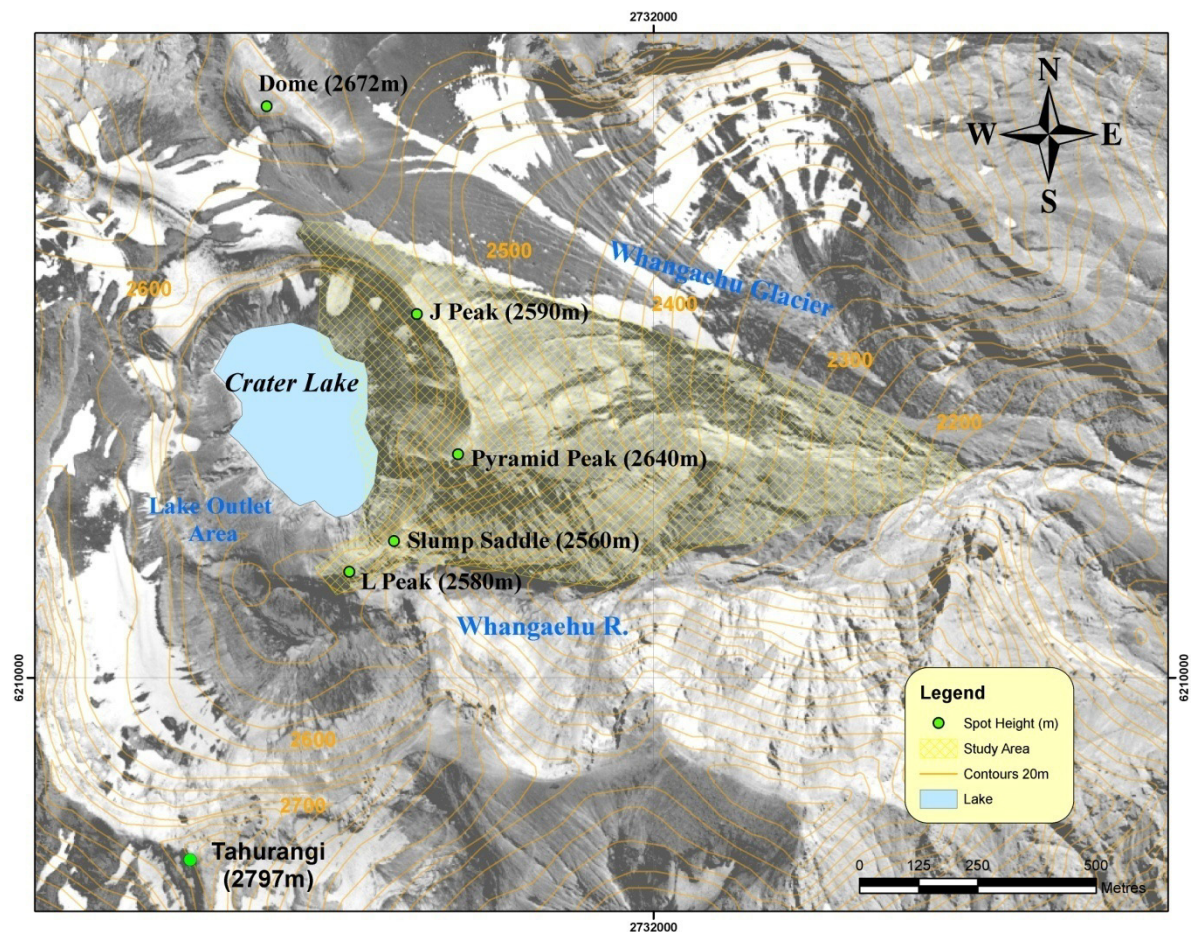 2732000
Dome (2672m)
N
W E
S
2500
Whangaehu Glacier
2600
2400
J Peak (2590m)
2300
Crater Lake
2200
Pyramid Peak (2640m)
Lake Outlet
Area
Slump Saddle (2560m)
L Peak (2580m)
Whangaehu R.
6210000
6210000
Legend
Spot Height (m)
Study Area
Contours 20m
Lake
2600
2700
Tahurangi
(2797m)
0 125 250 500
Metres
2732000